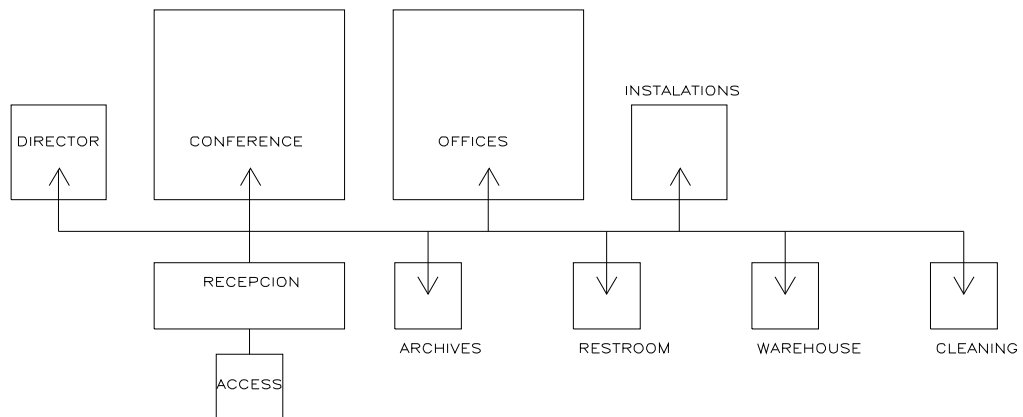 INSTALATIONS
DIRECTOR
CONFERENCE
OFFICES
RECEPCION
ARCHIVES
RESTROOM
WAREHOUSE
CLEANING
ACCESS